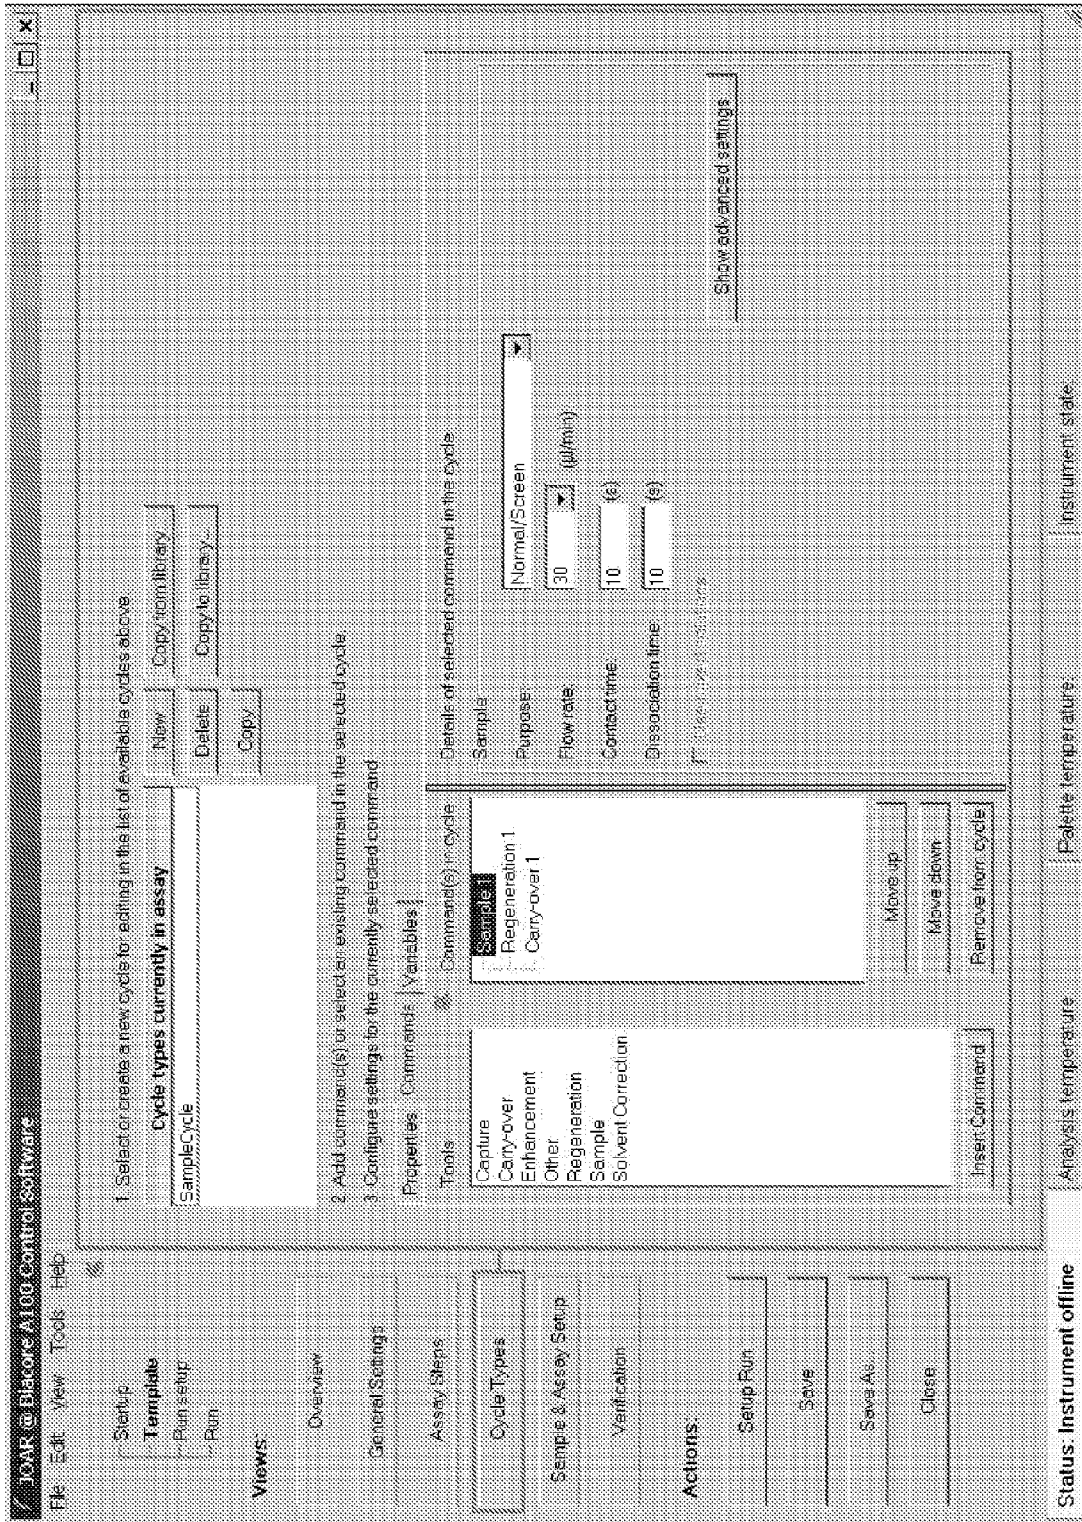 JOAR @ Biacore A100 Control Software
File Edit View Tools Help
Startup
Template
Run setup
Run
Views:
Overview
General Settings
Assay Steps
Cycle Types
Sample & Assay Setup
Verification
Actions:
Setup Run
Save
Save As...
Close
1. Select or create a new cycle for editing in the list of available cycles above
Cycle types currently in assay
SampleCycle
New
Delete
Copy
Copy from library...
Copy to library...
2. Add command(s) or select an existing command in the selected cycle
3. Configure settings for the currently selected command
Properties Commands Variables
Tools
Capture
Carry-over
Enhancement
Other
Regeneration
Sample
Solvent Correction
Insert Command
Command(s) in cycle
Sample 1
Regeneration 1
Carry-over 1
Move up
Move down
Remove from cycle
Details of selected command in the cycle
Sample
Purpose: Normal/Screen
Flow rate: 30 (µl/min)
Contact time: 10 (s)
Dissociation time: 10 (s)
Show advanced settings
Status: Instrument offline
Analysis temperature:
Palette temperature:
Instrument state: